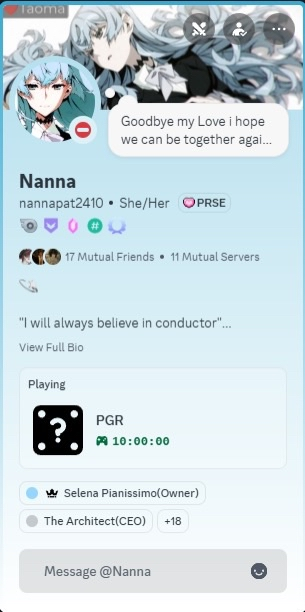 Taoma
Goodbye my Love i hope
we can be together agai...
Nanna
nannapat2410 • She/Her PRSE
17 Mutual Friends • 11 Mutual Servers
"I will always believe in conductor"...
View Full Bio
Playing
PGR
10:00:00
Selena Pianissimo(Owner)
The Architect(CEO) +18
Message @Nanna